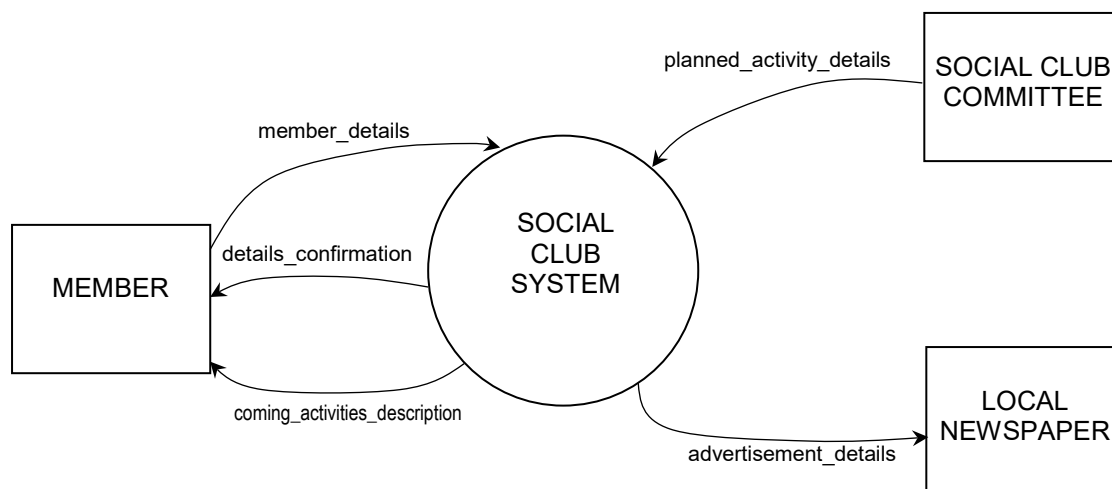 planned_activity_details
SOCIAL CLUB
COMMITTEE
member_details
SOCIAL
CLUB
SYSTEM
details_confirmation
MEMBER
coming_activities_description
LOCAL
NEWSPAPER
advertisement_details